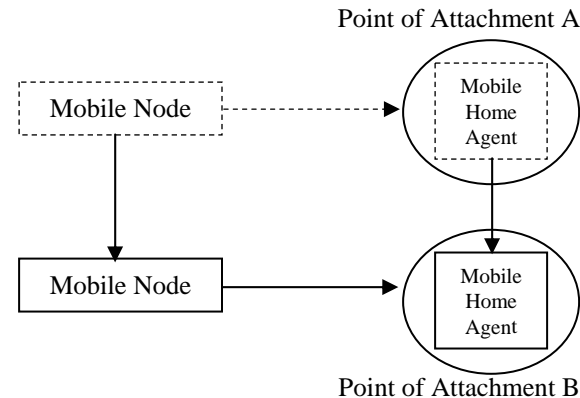 Point of Attachment A
Mobile Node
Mobile
Home
Agent
Mobile Node
Mobile
Home
Agent
Point of Attachment B